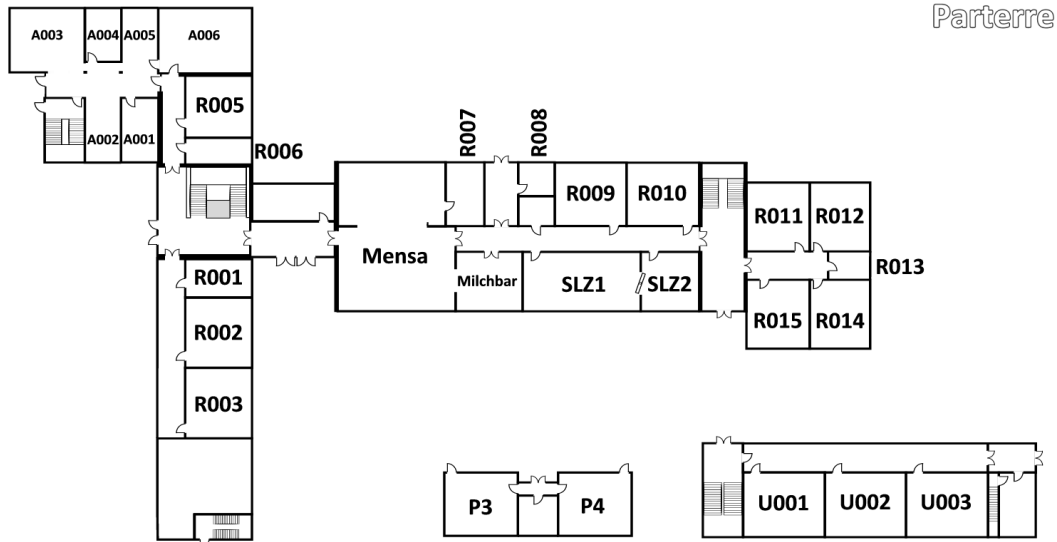 Parterre
A003
A004
A005
A006
R005
A002
A001
R006
R007
R008
R009
R010
R011
R012
Mensa
Milchbar
SLZ1
SLZ2
R013
R001
R002
R003
R015
R014
P3
P4
U001
U002
U003